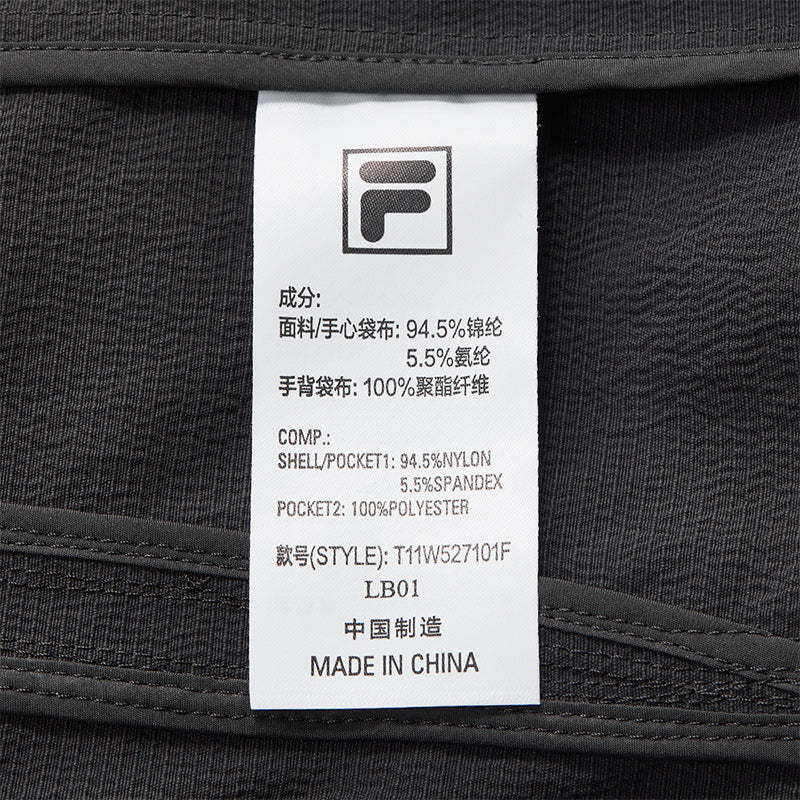 F
成分:
面料/手心袋布: 94.5%锦纶
5.5%氨纶
手背袋布: 100%聚酯纤维
COMP.:
SHELL/POCKET1: 94.5%NYLON
5.5%SPANDEX
POCKET2: 100%POLYESTER
款号(STYLE): T11W527101F
LB01
中国制造
MADE IN CHINA